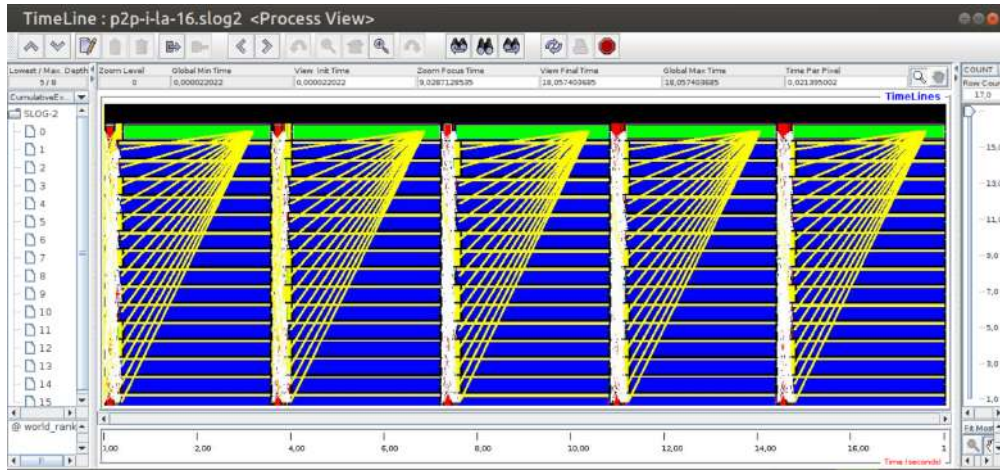 TimeLine : p2p-i-la-16.slog2 <Process View>
Lowest / Max. Depth Zoom Level Global Min Time View Init Time Zoom Focus Time View Final Time Global Max Time Time Per Pixel COUNT
5 / 8 0 0,000022022 0,000022022 9,0287128535 18,057403685 18,057403685 0,021395002 Row Coun
CumulativeEx... TimeLines 17,0
SLOG-2
0
1
2
3
4
5
6
7
8
9
10
11
12
13
14
15
15,
13,
11,
9,0
7,0
5,0
3,0
1,0
@ world_rank
Fit Most
0,00 2,00 4,00 6,00 8,00 10,00 12,00 14,00 16,00 1
Time (seconds)